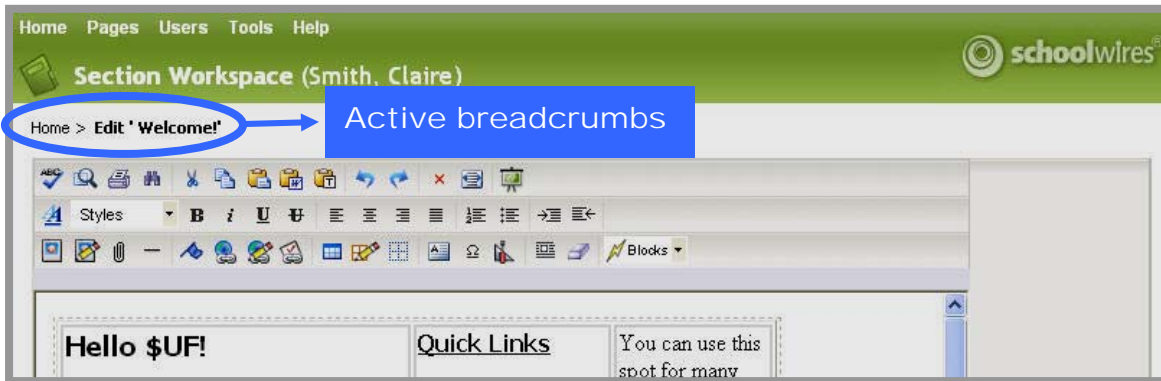 Home Pages Users Tools Help
schoolwires®
Section Workspace (Smith, Claire)
Active breadcrumbs
Home > Edit ' Welcome!'
ABC
W
T
Styles B i U U
Ω Blocks
Hello $UF!
Quick Links
You can use this
spot for many